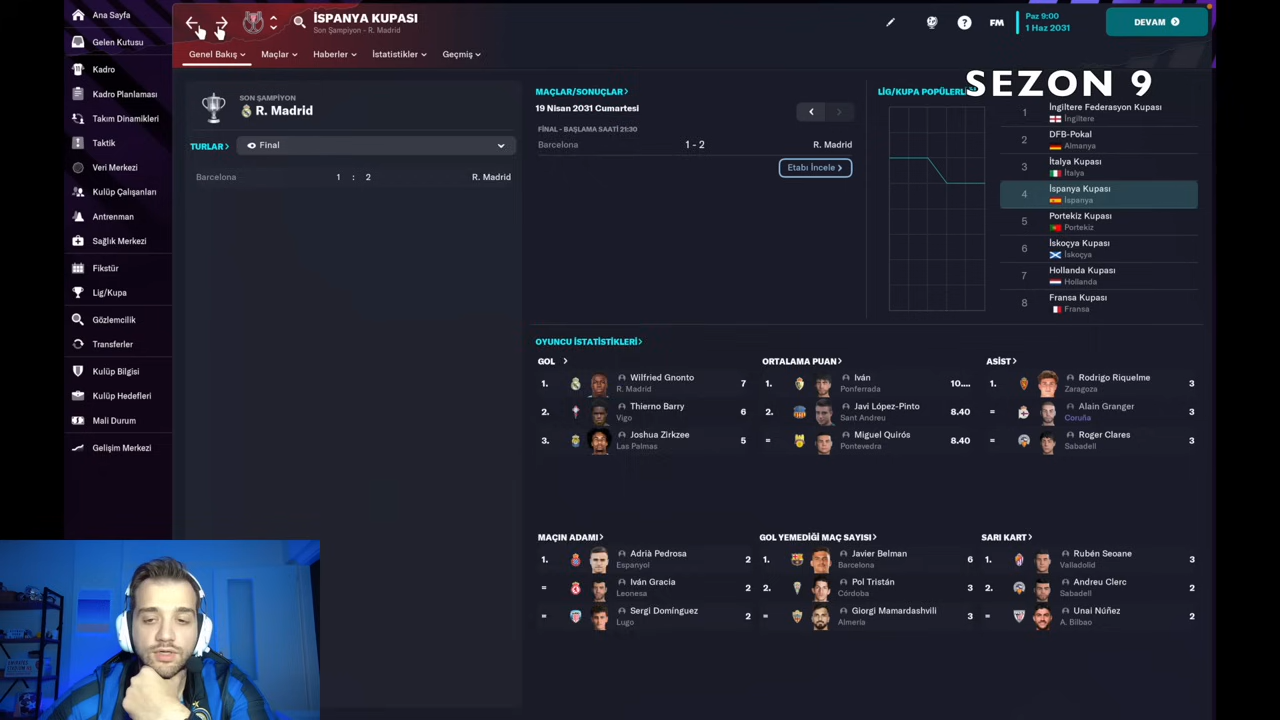 Ana Sayfa
Gelen Kutusu
Kadro
Kadro Planlaması
Takım Dinamikleri
Taktik
Veri Merkezi
Kulüp Çalışanları
Antrenman
Sağlık Merkezi
Fikstür
Lig/Kupa
Gözlemcilik
Transferler
Kulüp Bilgisi
Kulüp Hedefleri
Mali Durum
Gelişim Merkezi
İSPANYA KUPASI
Son Şampiyon - R. Madrid
FM
Paz 9:00
1 Haz 2031
DEVAM
Genel Bakış
Maçlar
Haberler
İstatistikler
Geçmiş
SEZON 9
SON ŞAMPİYON
R. Madrid
TURLAR
Final
Barcelona 1 : 2 R. Madrid
MAÇLAR/SONUÇLAR
19 Nisan 2031 Cumartesi
FİNAL - BAŞLAMA SAATİ 21:30
Barcelona 1 - 2 R. Madrid
Etabı İncele
LİG/KUPA POPÜLERL
1 İngiltere Federasyon Kupası
İngiltere
2 DFB-Pokal
Almanya
3 İtalya Kupası
İtalya
4 İspanya Kupası
İspanya
5 Portekiz Kupası
Portekiz
6 İskoçya Kupası
İskoçya
7 Hollanda Kupası
Hollanda
8 Fransa Kupası
Fransa
OYUNCU İSTATİSTİKLERİ
GOL
1. Wilfried Gnonto 7
R. Madrid
2. Thierno Barry 6
Vigo
3. Joshua Zirkzee 5
Las Palmas
ORTALAMA PUAN
1. Iván 10....
Ponferrada
2. Javi López-Pinto 8.40
Sant Andreu
= Miguel Quirós 8.40
Pontevedra
ASİST
1. Rodrigo Riquelme 3
Zaragoza
= Alain Granger 3
Coruña
= Roger Clares 3
Sabadell
MAÇIN ADAMI
1. Adrià Pedrosa 2
Espanyol
= Iván Gracia 2
Leonesa
= Sergi Domínguez 2
Lugo
GOL YEMEDİĞİ MAÇ SAYISI
1. Javier Belman 6
Barcelona
2. Pol Tristán 3
Córdoba
= Giorgi Mamardashvili 3
Almería
SARI KART
1. Rubén Seoane 3
Valladolid
2. Andreu Clerc 2
Sabadell
= Unai Núñez 2
A. Bilbao